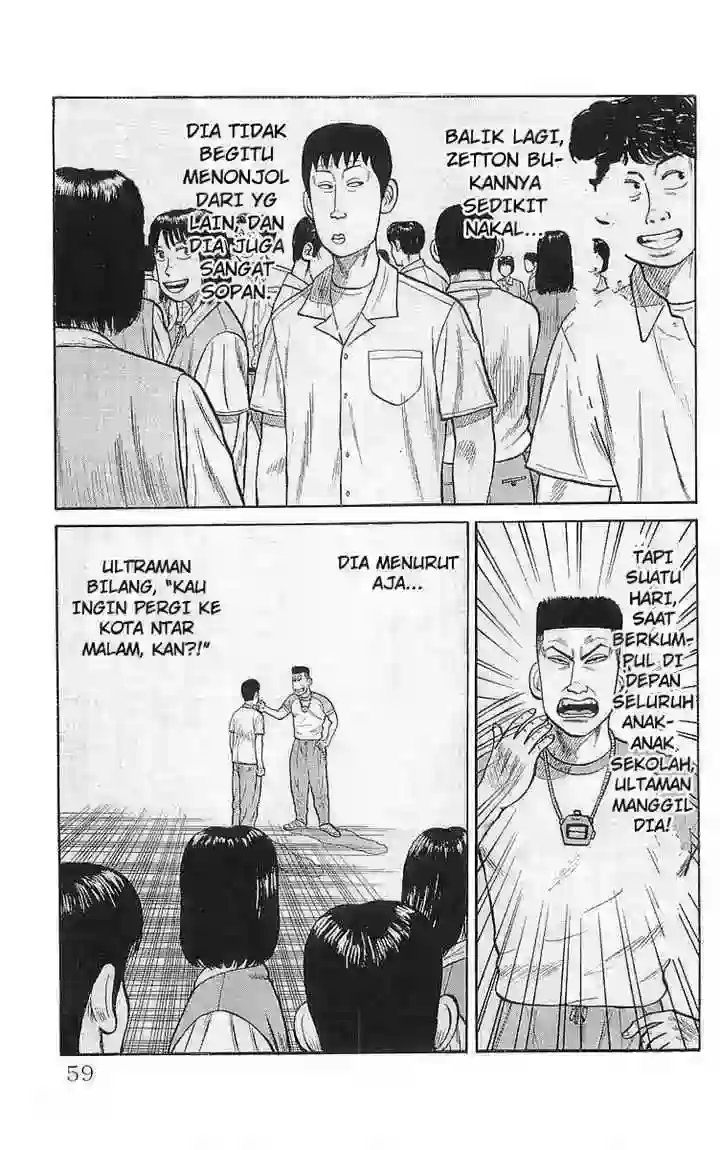 BALIK LAGI,
ZETTON BU-
KANNYA
SEDIKIT
NAKAL...
DIA TIDAK
BEGITU
MENONJOL
DARI YG
LAIN, DAN
DIA JUGA
SANGAT
SOPAN.
TAPI
SUATU
HARI,
SAAT
BERKUM-
PUL DI
DEPAN
SELURUH
ANAK-
ANAK
SEKOLAH,
ULTAMAN
MANGGIL
DIA!
DIA MENURUT
AJA...
ULTRAMAN
BILANG, "KAU
INGIN PERGI KE
KOTA NTAR
MALAM, KAN?!"
59